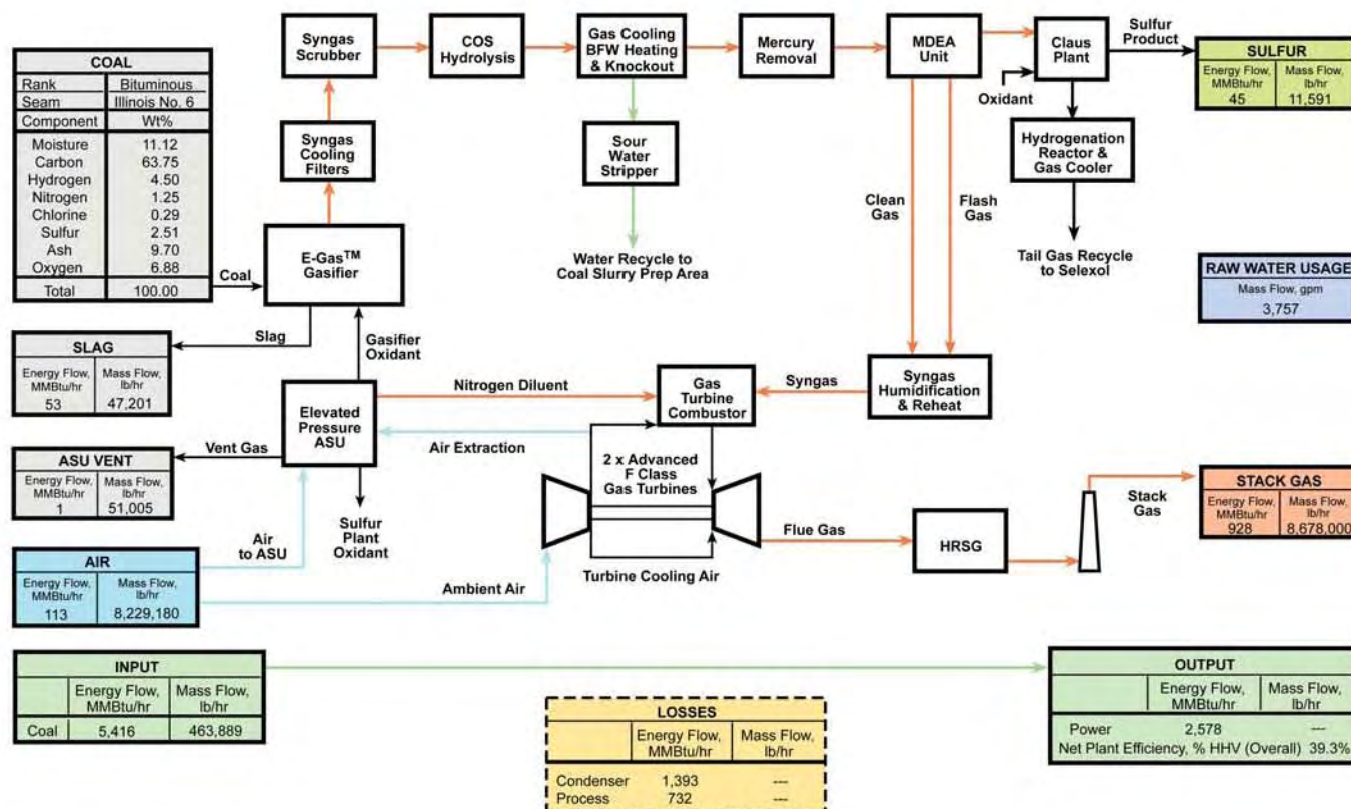 COAL
Rank Bituminous
Seam Illinois No. 6
Component Wt%
Moisture 11.12
Carbon 63.75
Hydrogen 4.50
Nitrogen 1.25
Chlorine 0.29
Sulfur 2.51
Ash 9.70
Oxygen 6.88
Total 100.00
Coal
Syngas
Scrubber
COS
Hydrolysis
Gas Cooling
BFW Heating
& Knockout
Mercury
Removal
MDEA
Unit
Claus
Plant
Sulfur
Product
SULFUR
Energy Flow, Mass Flow,
MMBtu/hr lb/hr
45 11,591
Oxidant
Syngas
Cooling
Filters
Sour
Water
Stripper
Hydrogenation
Reactor &
Gas Cooler
Clean
Gas
Flash
Gas
E-Gas™
Gasifier
Water Recycle to
Coal Slurry Prep Area
Tail Gas Recycle
to Selexol
RAW WATER USAGE
Mass Flow, gpm
3,757
Slag
Gasifier
Oxidant
SLAG
Energy Flow, Mass Flow,
MMBtu/hr lb/hr
53 47,201
Nitrogen Diluent
Gas
Turbine
Combustor
Syngas
Syngas
Humidification
& Reheat
Elevated
Pressure
ASU
Air Extraction
Vent Gas
ASU VENT
Energy Flow, Mass Flow,
MMBtu/hr lb/hr
1 51,005
2 x Advanced
F Class
Gas Turbines
Sulfur
Plant
Oxidant
Air
to ASU
Flue Gas
HRSG
Stack
Gas
STACK GAS
Energy Flow, Mass Flow,
MMBtu/hr lb/hr
928 8,678,000
AIR
Energy Flow, Mass Flow,
MMBtu/hr lb/hr
113 8,229,180
Ambient Air
Turbine Cooling Air
INPUT
Energy Flow, Mass Flow,
MMBtu/hr lb/hr
Coal 5,416 463,889
LOSSES
Energy Flow, Mass Flow,
MMBtu/hr lb/hr
Condenser 1,393 ---
Process 732 ---
OUTPUT
Energy Flow, Mass Flow,
MMBtu/hr lb/hr
Power 2,578 ---
Net Plant Efficiency, % HHV (Overall) 39.3%